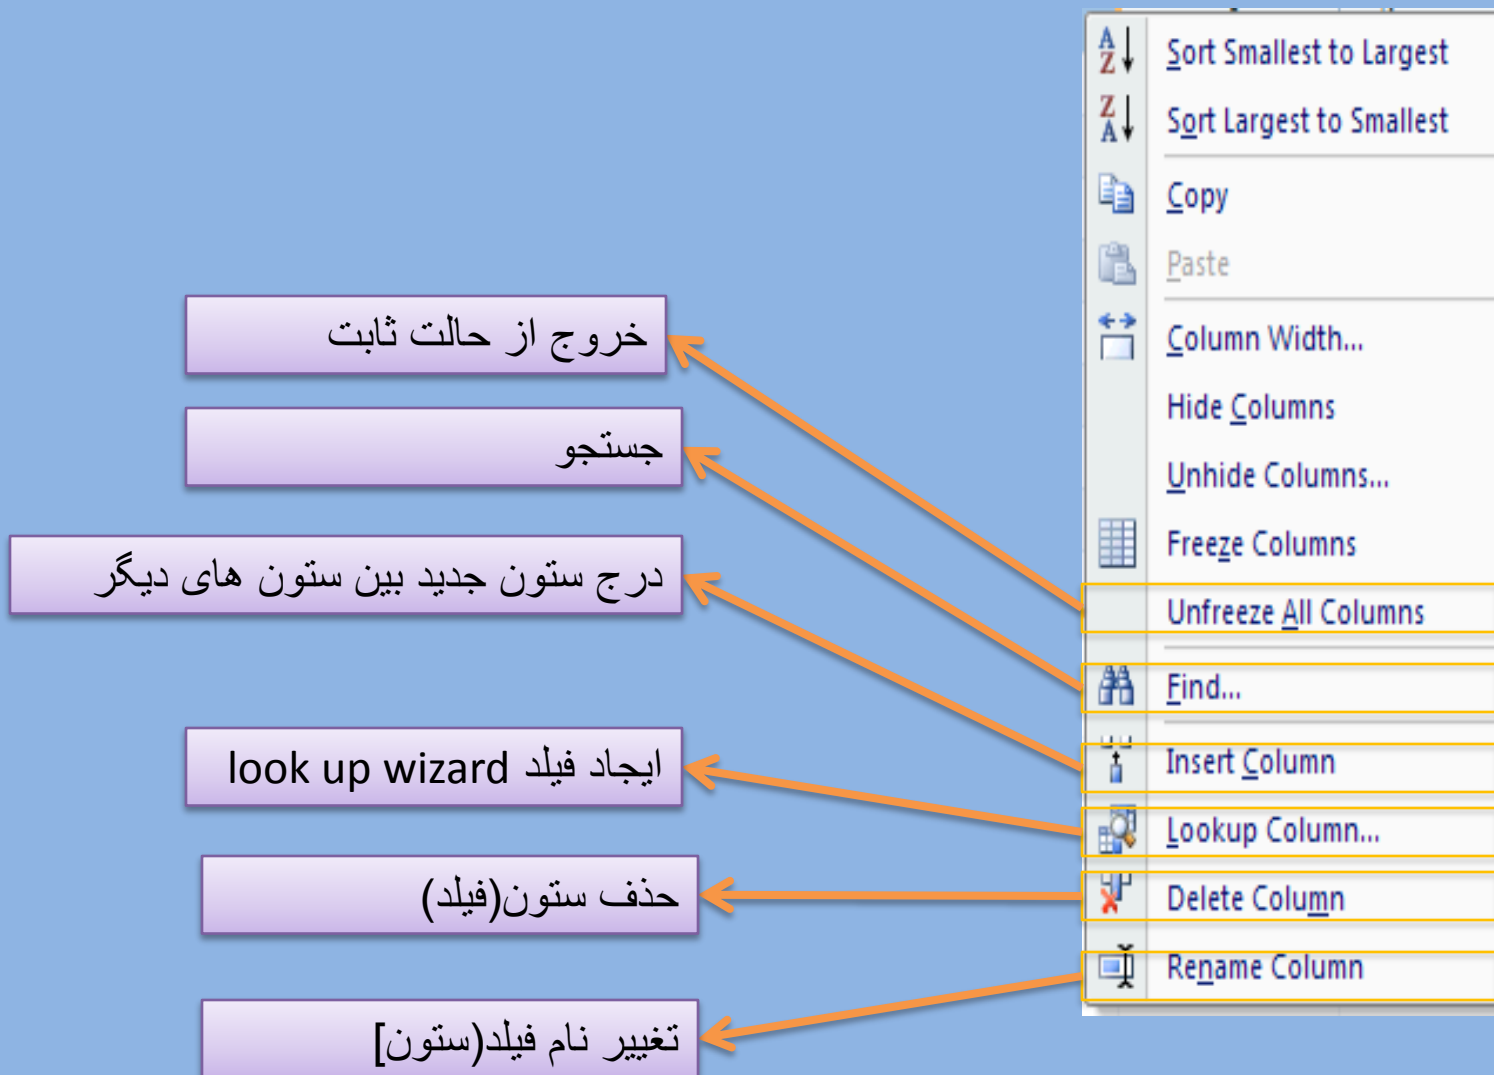 Sort Smallest to Largest
Sort Largest to Smallest
Copy
Paste
Column Width...
Hide Columns
Unhide Columns...
Freeze Columns
Unfreeze All Columns
Find...
Insert Column
Lookup Column...
Delete Column
Rename Column
خروج از حالت ثابت
جستجو
درج ستون جدید بین ستون های دیگر
ایجاد فیلد look up wizard
حذف ستون(فیلد)
تغییر نام فیلد(ستون]